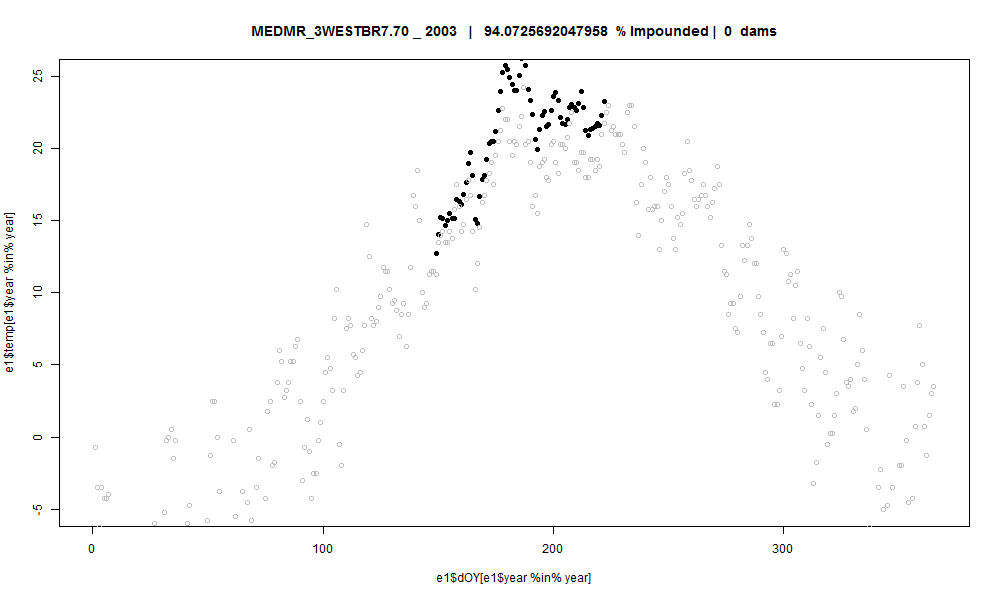 MEDMR_3WESTBR7.70 _ 2003 | 94.0725692047958 % Impounded | 0 dams
e1$temp[e1$year %in% year]
25
20
15
10
5
0
-5
0 100 200 300
e1$dOY[e1$year %in% year]